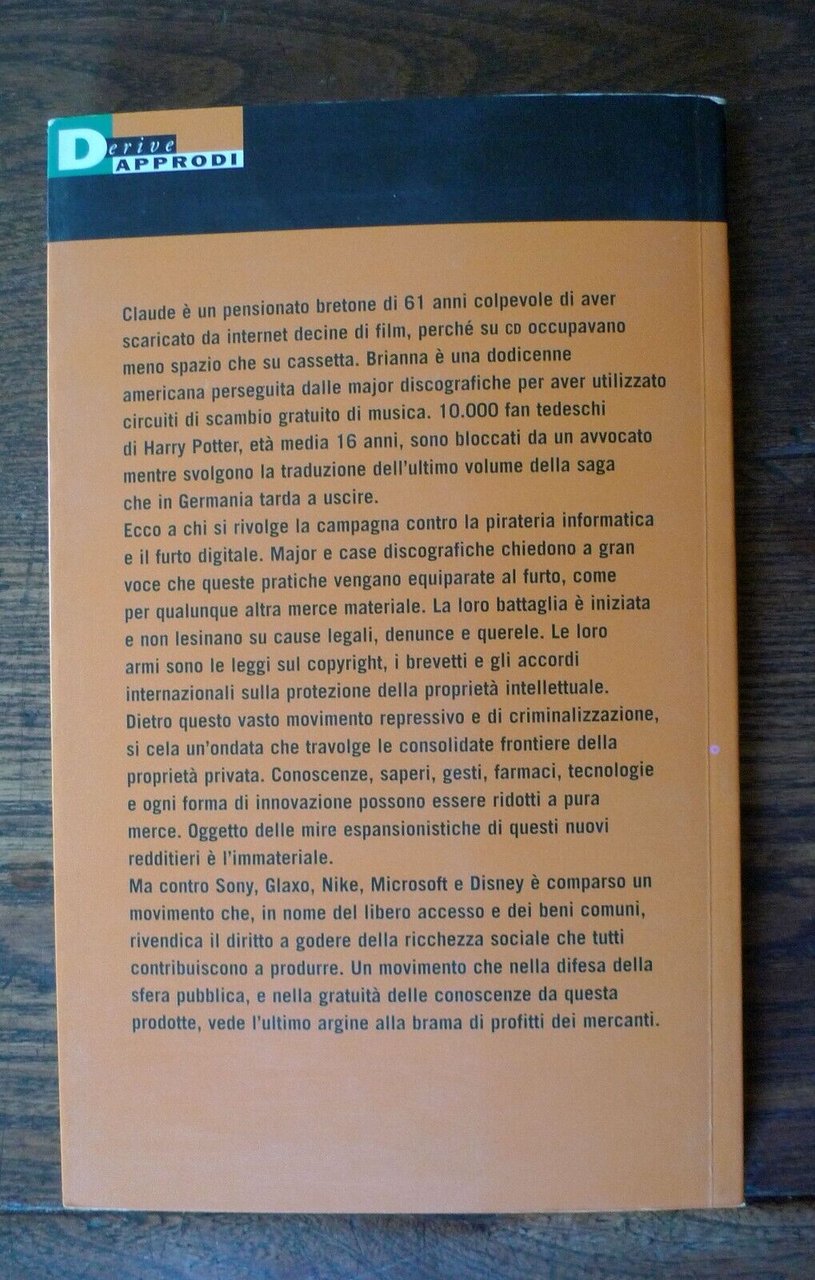 Derive
APPRODI
Claude è un pensionato bretone di 61 anni colpevole di aver
scaricato da internet decine di film, perché su CD occupavano
meno spazio che su cassetta. Brianna è una dodicenne
americana perseguita dalle major discografiche per aver utilizzato
circuiti di scambio gratuito di musica. 10.000 fan tedeschi
di Harry Potter, età media 16 anni, sono bloccati da un avvocato
mentre svolgono la traduzione dell'ultimo volume della saga
che in Germania tarda a uscire.
Ecco a chi si rivolge la campagna contro la pirateria informatica
e il furto digitale. Major e case discografiche chiedono a gran
voce che queste pratiche vengano equiparate al furto, come
per qualunque altra merce materiale. La loro battaglia è iniziata
e non lesinano su cause legali, denunce e querele. Le loro
armi sono le leggi sul copyright, i brevetti e gli accordi
internazionali sulla protezione della proprietà intellettuale.
Dietro questo vasto movimento repressivo e di criminalizzazione,
si cela un'ondata che travolge le consolidate frontiere della
proprietà privata. Conoscenze, saperi, gesti, farmaci, tecnologie
e ogni forma di innovazione possono essere ridotti a pura
merce. Oggetto delle mire espansionistiche di questi nuovi
redditieri è l'immateriale.
Ma contro Sony, Glaxo, Nike, Microsoft e Disney è comparso un
movimento che, in nome del libero accesso e dei beni comuni,
rivendica il diritto a godere della ricchezza sociale che tutti
contribuiscono a produrre. Un movimento che nella difesa della
sfera pubblica, e nella gratuità delle conoscenze da questa
prodotte, vede l'ultimo argine alla brama di profitti dei mercanti.